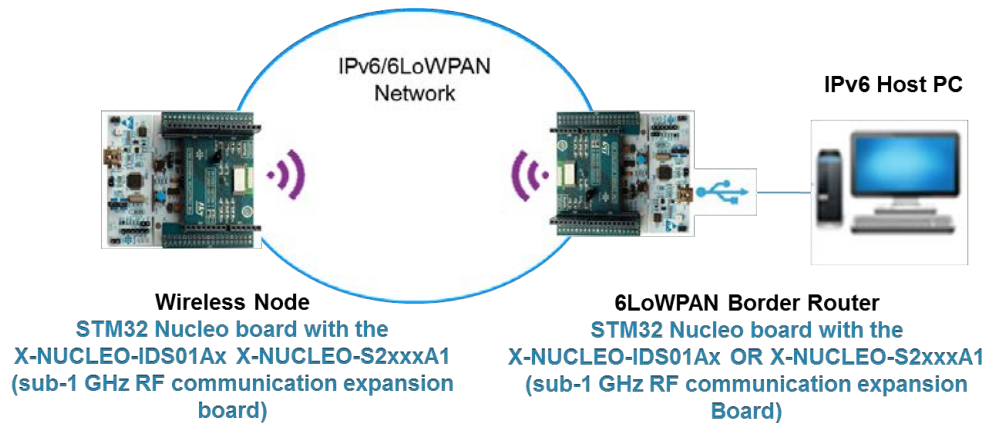 IPv6/6LoWPAN
Network
IPv6 Host PC
Wireless Node
STM32 Nucleo board with the
X-NUCLEO-IDS01Ax X-NUCLEO-S2xxxA1
(sub-1 GHz RF communication expansion
board)
6LoWPAN Border Router
STM32 Nucleo board with the
X-NUCLEO-IDS01Ax OR X-NUCLEO-S2xxxA1
(sub-1 GHz RF communication expansion
Board)